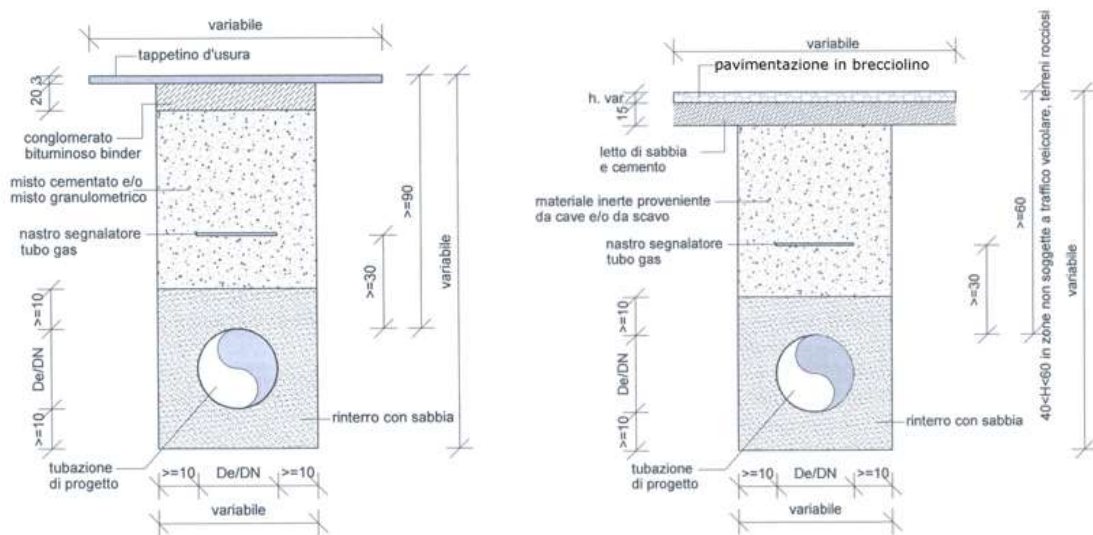 variabile
tappetino d'usura
3
20
conglomerato
bituminoso binder
misto cementato e/o
misto granulometrico
nastro segnalatore
tubo gas
>=90
>=30
variabile
>=10
De/DN
>=10
rinterro con sabbia
tubazione
di progetto
>=10 De/DN >=10
variabile
variabile
pavimentazione in brecciolino
h. var
15
letto di sabbia
e cemento
materiale inerte proveniente
da cave e/o da scavo
nastro segnalatore
tubo gas
>=60
>=30
40<H<60 in zone non soggette a traffico veicolare, terreni rocciosi
variabile
>=10
De/DN
>=10
rinterro con sabbia
tubazione
di progetto
>=10 De/DN >=10
variabile